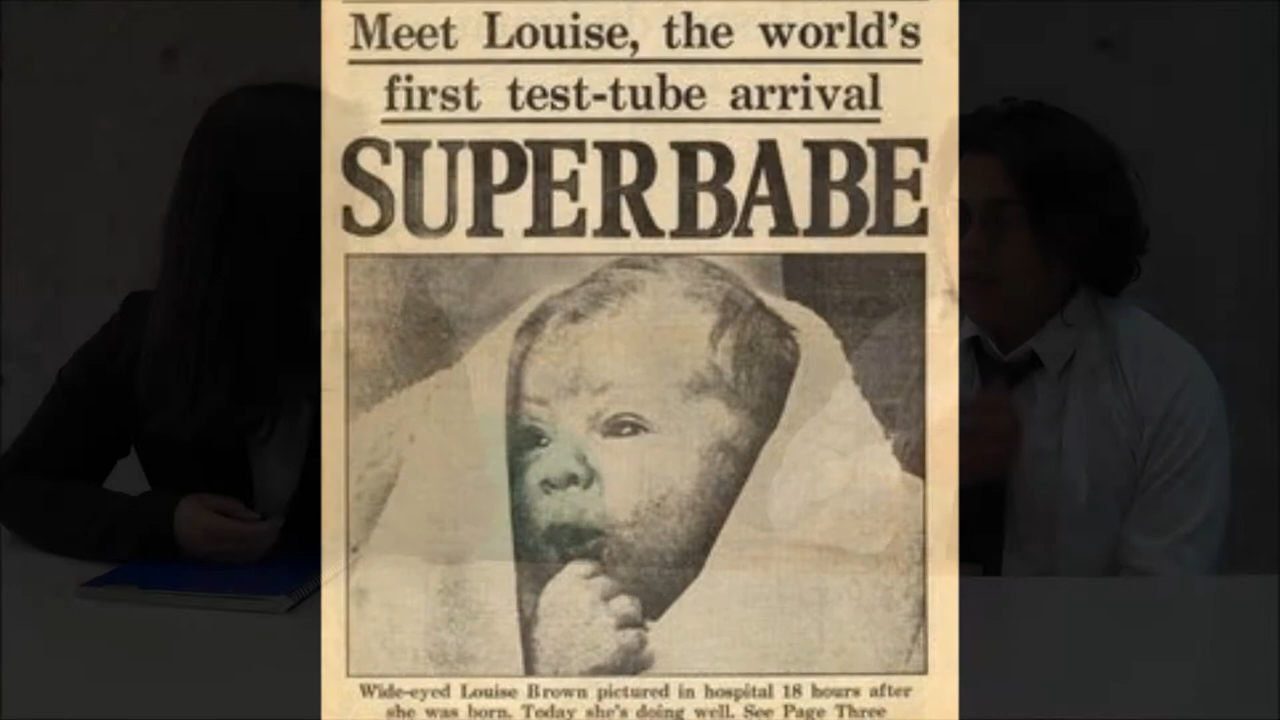 Meet Louise, the world's
first test-tube arrival
SUPERBABE
Wide-eyed Louise Brown pictured in hospital 18 hours after
she was born. Today she's doing well. See Page Three